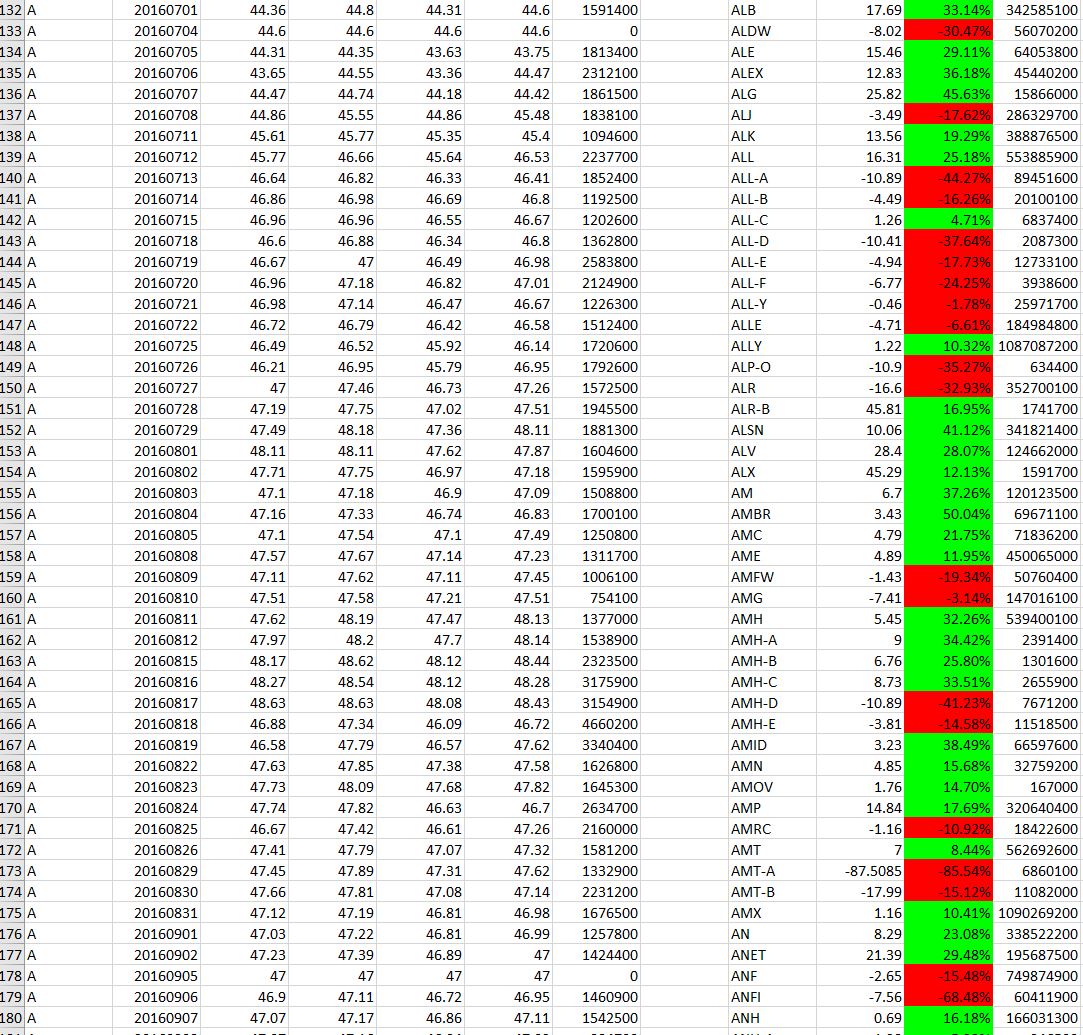 132 A 20160701 44.36 44.8 44.31 44.6 1591400 ALB 17.69 33.14% 342585100
133 A 20160704 44.6 44.6 44.6 44.6 0 ALDW -8.02 -30.47% 56070200
134 A 20160705 44.31 44.35 43.63 43.75 1813400 ALE 15.46 29.11% 64053800
135 A 20160706 43.65 44.55 43.36 44.47 2312100 ALEX 12.83 36.18% 45440200
136 A 20160707 44.47 44.74 44.18 44.42 1861500 ALG 25.82 45.63% 15866000
137 A 20160708 44.86 45.55 44.86 45.48 1838100 ALJ -3.49 -17.62% 286329700
138 A 20160711 45.61 45.77 45.35 45.4 1094600 ALK 13.56 19.29% 388876500
139 A 20160712 45.77 46.66 45.64 46.53 2237700 ALL 16.31 25.18% 553885900
140 A 20160713 46.64 46.82 46.33 46.41 1852400 ALL-A -10.89 -44.27% 89451600
141 A 20160714 46.86 46.98 46.69 46.8 1192500 ALL-B -4.49 -16.26% 20100100
142 A 20160715 46.96 46.96 46.55 46.67 1202600 ALL-C 1.26 4.71% 6837400
143 A 20160718 46.6 46.88 46.34 46.8 1362800 ALL-D -10.41 -37.64% 2087300
144 A 20160719 46.67 47 46.49 46.98 2583800 ALL-E -4.94 -17.73% 12733100
145 A 20160720 46.96 47.18 46.82 47.01 2124900 ALL-F -6.77 -24.25% 3938600
146 A 20160721 46.98 47.14 46.47 46.67 1226300 ALL-Y -0.46 -1.78% 25971700
147 A 20160722 46.72 46.79 46.42 46.58 1512400 ALLE -4.71 -6.61% 184984800
148 A 20160725 46.49 46.52 45.92 46.14 1720600 ALLY 1.22 10.32% 1087087200
149 A 20160726 46.21 46.95 45.79 46.95 1792600 ALP-O -10.9 -35.27% 634400
150 A 20160727 47 47.46 46.73 47.26 1572500 ALR -16.6 -32.93% 352700100
151 A 20160728 47.19 47.75 47.02 47.51 1945500 ALR-B 45.81 16.95% 1741700
152 A 20160729 47.49 48.18 47.36 48.11 1881300 ALSN 10.06 41.12% 341821400
153 A 20160801 48.11 48.11 47.62 47.87 1604600 ALV 28.4 28.07% 124662000
154 A 20160802 47.71 47.75 46.97 47.18 1595900 ALX 45.29 12.13% 1591700
155 A 20160803 47.1 47.18 46.9 47.09 1508800 AM 6.7 37.26% 120123500
156 A 20160804 47.16 47.33 46.74 46.83 1700100 AMBR 3.43 50.04% 69671100
157 A 20160805 47.1 47.54 47.1 47.49 1250800 AMC 4.79 21.75% 71836200
158 A 20160808 47.57 47.67 47.14 47.23 1311700 AME 4.89 11.95% 450065000
159 A 20160809 47.11 47.62 47.11 47.45 1006100 AMFW -1.43 -19.34% 50760400
160 A 20160810 47.51 47.58 47.21 47.51 754100 AMG -7.41 -3.14% 147016100
161 A 20160811 47.62 48.19 47.47 48.13 1377000 AMH 5.45 32.26% 539400100
162 A 20160812 47.97 48.2 47.7 48.14 1538900 AMH-A 9 34.42% 2391400
163 A 20160815 48.17 48.62 48.12 48.44 2323500 AMH-B 6.76 25.80% 1301600
164 A 20160816 48.27 48.54 48.12 48.28 3175900 AMH-C 8.73 33.51% 2655900
165 A 20160817 48.63 48.63 48.08 48.43 3154900 AMH-D -10.89 -41.23% 7671200
166 A 20160818 46.88 47.34 46.09 46.72 4660200 AMH-E -3.81 -14.58% 11518500
167 A 20160819 46.58 47.79 46.57 47.62 3340400 AMID 3.23 38.49% 66597600
168 A 20160822 47.63 47.85 47.38 47.58 1626800 AMN 4.85 15.68% 32759200
169 A 20160823 47.73 48.09 47.68 47.82 1645300 AMOV 1.76 14.70% 167000
170 A 20160824 47.74 47.82 46.63 46.7 2634700 AMP 14.84 17.69% 320640400
171 A 20160825 46.67 47.42 46.61 47.26 2160000 AMRC -1.16 -10.92% 18422600
172 A 20160826 47.41 47.79 47.07 47.32 1581200 AMT 7 8.44% 562692600
173 A 20160829 47.45 47.89 47.31 47.62 1332900 AMT-A -87.5085 -85.54% 6860100
174 A 20160830 47.66 47.81 47.08 47.14 2231200 AMT-B -17.99 -15.12% 11082000
175 A 20160831 47.12 47.19 46.81 46.98 1676500 AMX 1.16 10.41% 1090269200
176 A 20160901 47.03 47.22 46.81 46.99 1257800 AN 8.29 23.08% 338522200
177 A 20160902 47.23 47.39 46.89 47 1424400 ANET 21.39 29.48% 195687500
178 A 20160905 47 47 47 47 0 ANF -2.65 -15.48% 749874900
179 A 20160906 46.9 47.11 46.72 46.95 1460900 ANFI -7.56 -68.48% 60411900
180 A 20160907 47.07 47.17 46.86 47.11 1542500 ANH 0.69 16.18% 166031300